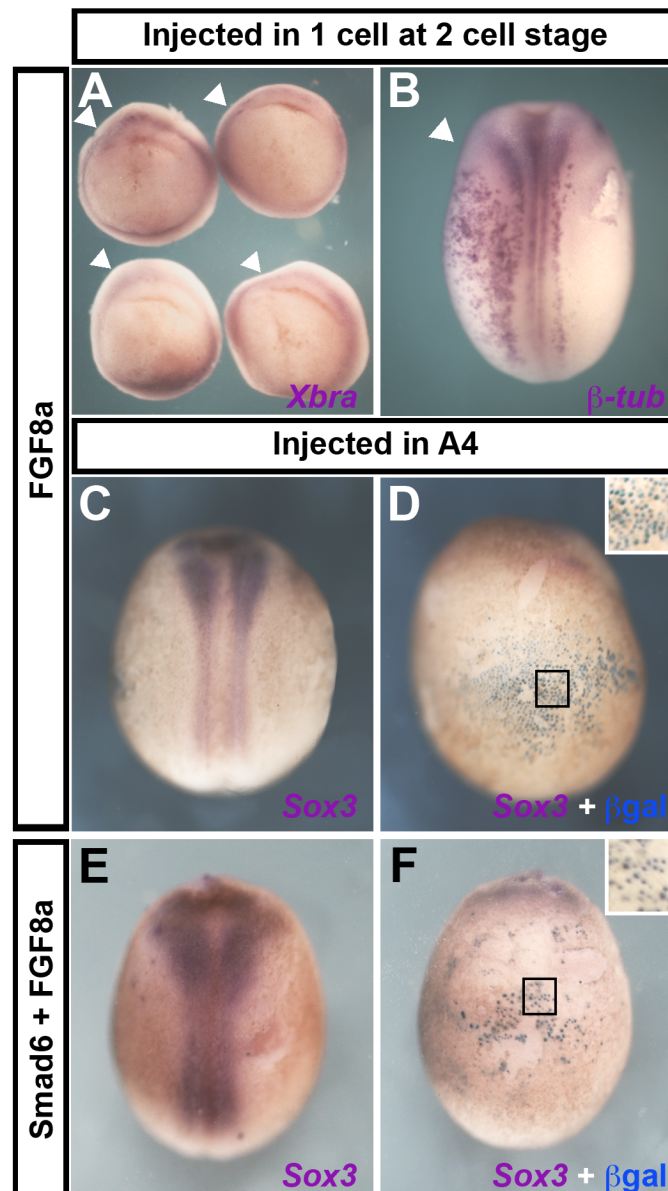 Injected in 1 cell at 2 cell stage
FGF8a
A
Xbra
B
β-tub
Injected in A4
C
Sox3
D
Sox3 + βgal
Smad6 + FGF8a
E
Sox3
F
Sox3 + βgal